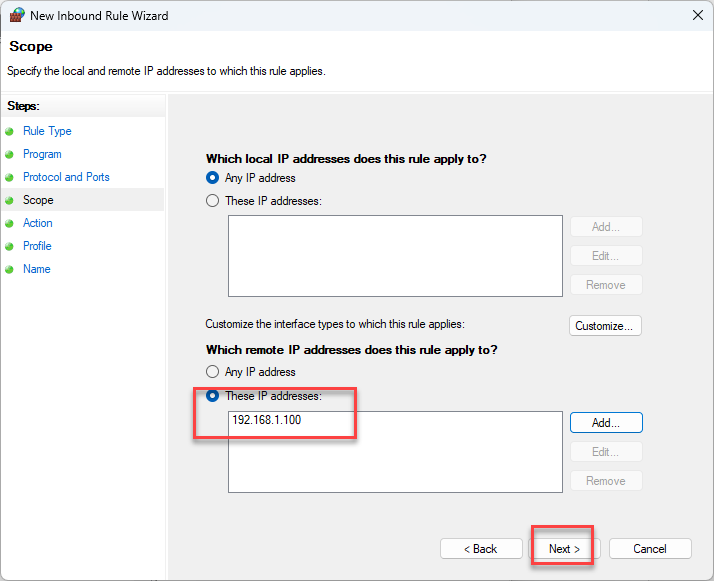 New Inbound Rule Wizard
Scope
Specify the local and remote IP addresses to which this rule applies.
Steps:
Rule Type
Program
Protocol and Ports
Scope
Action
Profile
Name
Which local IP addresses does this rule apply to?
Any IP address
These IP addresses:
Add...
Edit...
Remove
Customize the interface types to which this rule applies:
Customize...
Which remote IP addresses does this rule apply to?
Any IP address
These IP addresses:
192.168.1.100
Add...
Edit...
Remove
< Back
Next >
Cancel